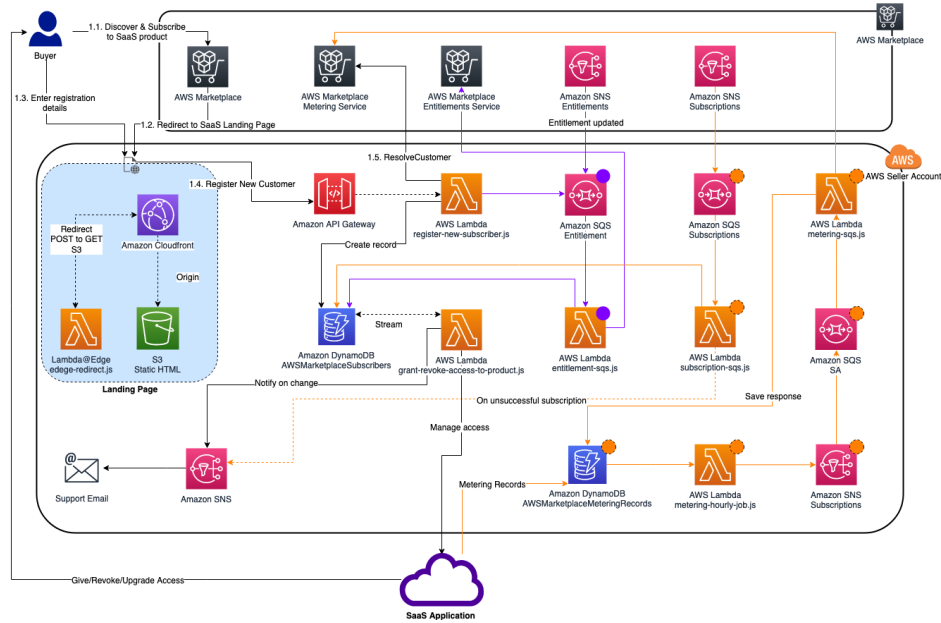 1.1. Discover & Subscribe
to SaaS product
Buyer
AWS Marketplace
AWS Marketplace
AWS Marketplace
Metering Service
AWS Marketplace
Entitlements Service
Amazon SNS
Entitlements
Amazon SNS
Subscriptions
1.3. Enter registration
details
1.2. Redirect to SaaS Landing Page
Entitlement updated
1.5. ResolveCustomer
AWS
AWS Seller Account
1.4. Register New Customer
Amazon API Gateway
AWS Lambda
register-new-subscriber.js
Amazon SQS
Entitlement
Amazon SQS
Subscriptions
AWS Lambda
metering-sqs.js
Redirect
POST to GET
S3
Amazon Cloudfront
Create record
Origin
Stream
Lambda@Edge
edege-redirect.js
S3
Static HTML
Landing Page
Amazon DynamoDB
AWSMarketplaceSubscribers
AWS Lambda
grant-revoke-access-to-product.js
AWS Lambda
entitlement-sqs.js
AWS Lambda
subscription-sqs.js
Amazon SQS
SA
Notify on change
On unsuccessful subscription
Save response
Manage access
@
Support Email
Amazon SNS
Metering Records
Amazon DynamoDB
AWSMarketplaceMeteringRecords
AWS Lambda
metering-hourly-job.js
Amazon SNS
Subscriptions
Give/Revoke/Upgrade Access
SaaS Application